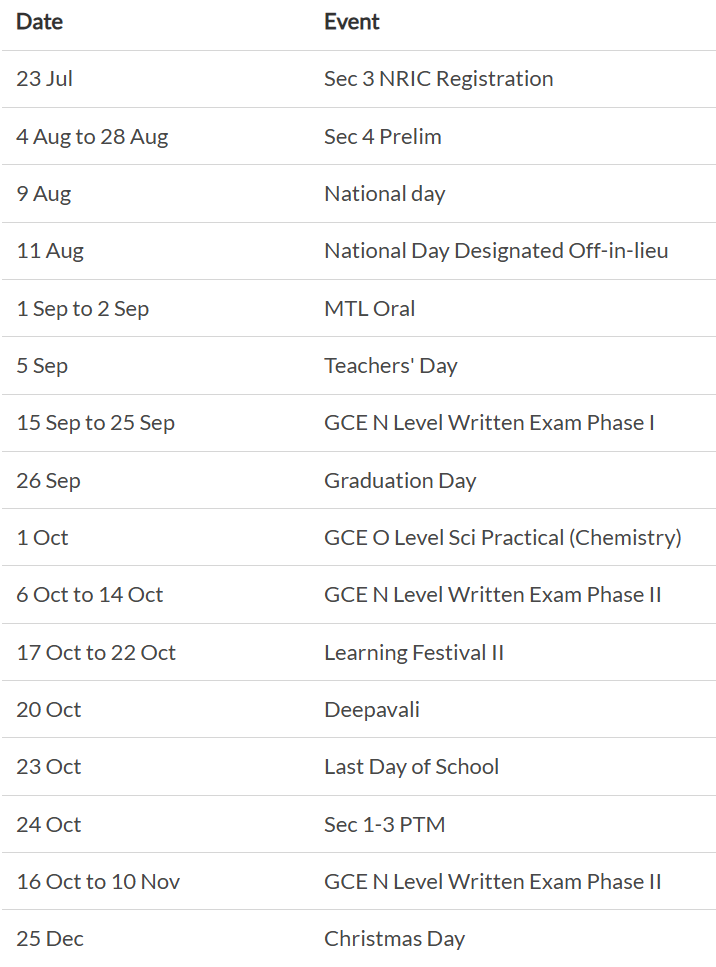 Date Event
23 Jul Sec 3 NRIC Registration
4 Aug to 28 Aug Sec 4 Prelim
9 Aug National day
11 Aug National Day Designated Off-in-lieu
1 Sep to 2 Sep MTL Oral
5 Sep Teachers' Day
15 Sep to 25 Sep GCE N Level Written Exam Phase I
26 Sep Graduation Day
1 Oct GCE O Level Sci Practical (Chemistry)
6 Oct to 14 Oct GCE N Level Written Exam Phase II
17 Oct to 22 Oct Learning Festival II
20 Oct Deepavali
23 Oct Last Day of School
24 Oct Sec 1-3 PTM
16 Oct to 10 Nov GCE N Level Written Exam Phase II
25 Dec Christmas Day